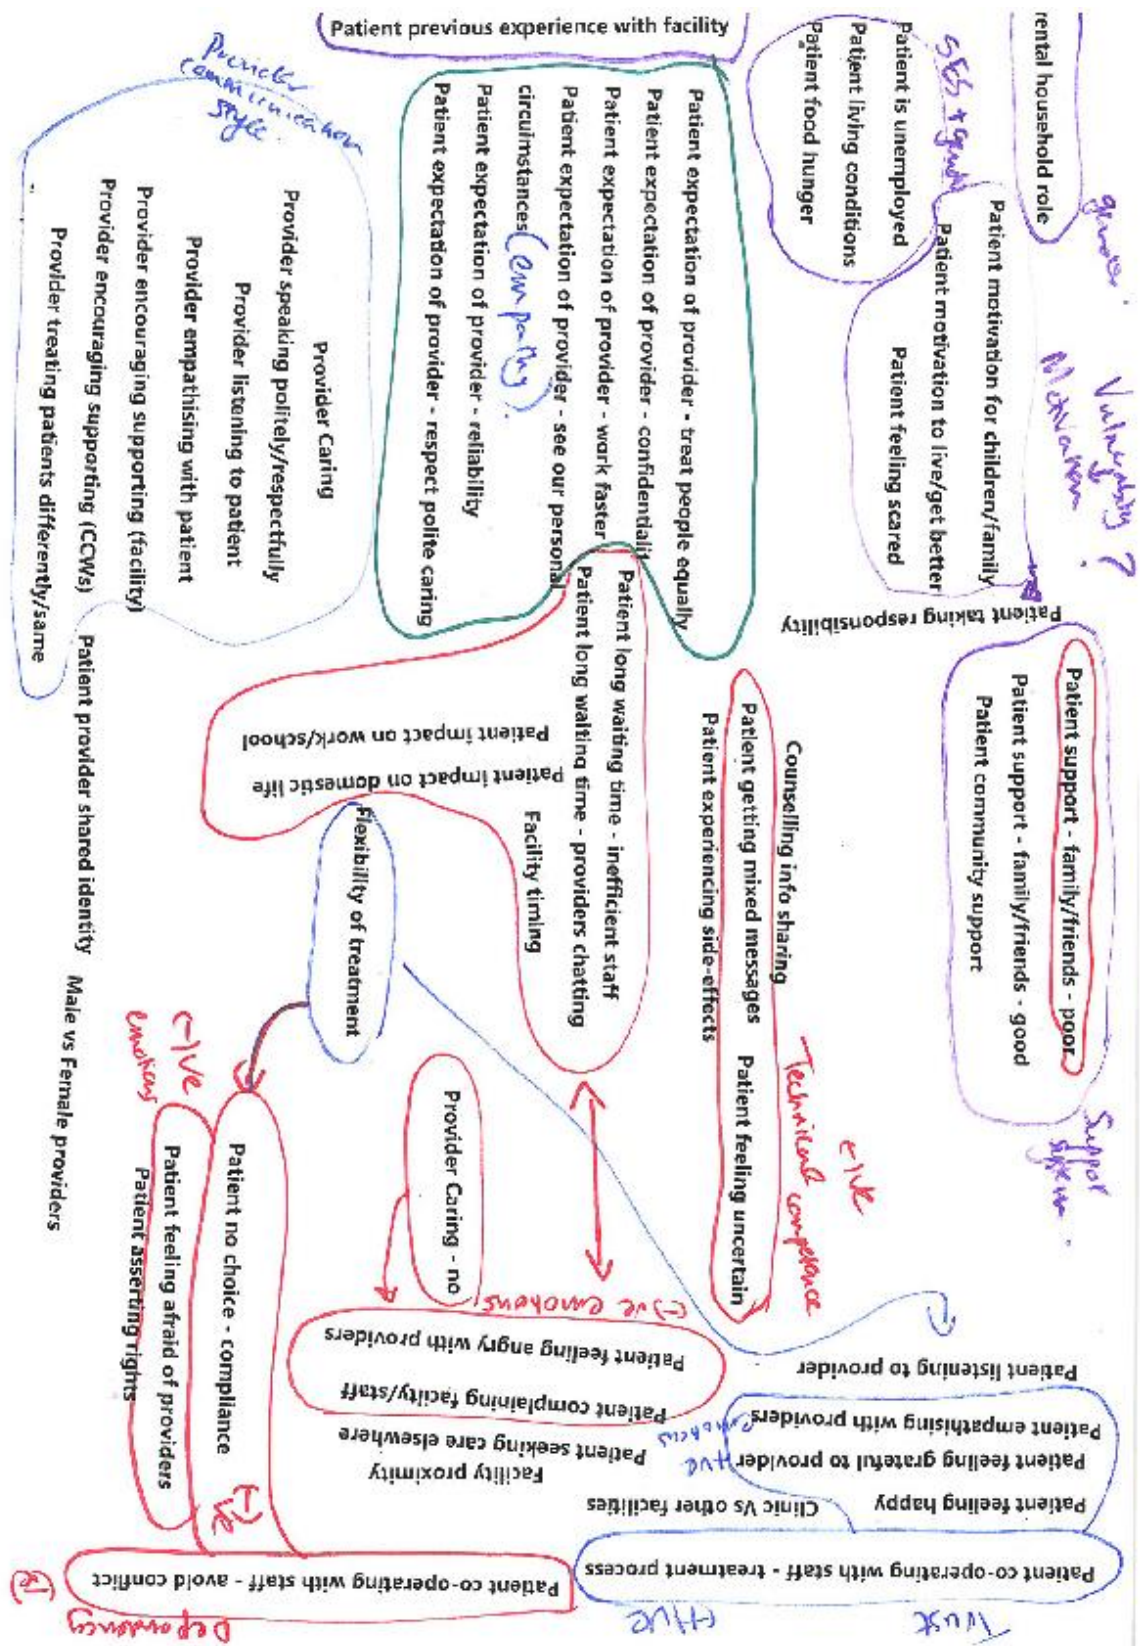 Patient previous experience with facility
rental household role
gender.
SES + gender
Patient is unemployed
Patient living conditions
Patient food hunger
Vulnerability?
Motivation
Patient motivation for children/family
Patient motivation to live/get better
Patient feeling scared
Patient taking responsibility
Patient support - family/friends - poor
Patient support - family/friends - good
Patient community support
Support
System.
Patient expectation of provider - treat people equally
Patient expectation of provider - confidentialit
Patient expectation of provider - work faster
Patient expectation of provider - see our personal
circuimstances (empathy).
Patient expectation of provider - reliability
Patient expectation of provider - respect polite caring
Provider
communication
style.
Provider Caring
Provider speaking politely/respectfully
Provider listening to patient
Provider empathising with patient
Provider encouraging supporting (facility)
Provider encouraging supporting (CCWs)
Provider treating patients differently/same
Patient provider shared identity
Male vs Female providers
Patient long waiting time - inefficient staff
Patient long waiting time - providers chatting
Facility timing
Patient impact on work/school
Patient impact on domestic life
Flexibility of treatment
Counselling info sharing
Patient getting mixed messages
Patient feeling uncertain
Patient experiencing side-effects
(-)ve
Technical competence
Provider Caring - no
(-)ve emotions
Patient feeling angry with providers
Patient complaining facility/staff
Patient seeking care elsewhere
Facility proximity
Clinic Vs other facilities
(-)ve
emotions
Patient no choice - compliance
Patient feeling afraid of providers
Patient asserting rights
(-)ve
Patient listening to provider
Patient empathising with providers
Patient feeling grateful to provider
Patient feeling happy
emotions
+ve
Patient co-operating with staff - treatment process
Patient co-operating with staff - avoid conflict
Trust
(+)ve
Dependency